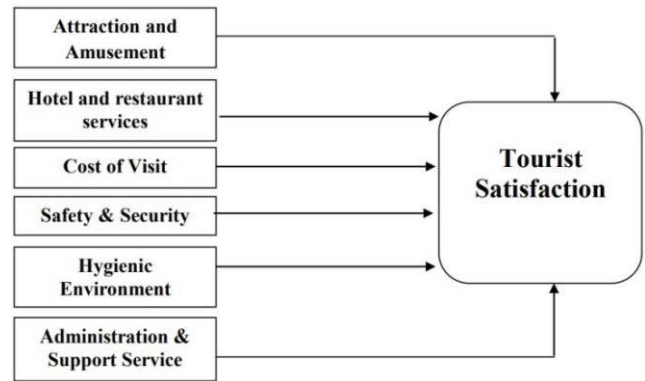 Attraction and
Amusement
Hotel and restaurant
services
Cost of Visit
Safety & Security
Hygienic
Environment
Administration &
Support Service
Tourist
Satisfaction